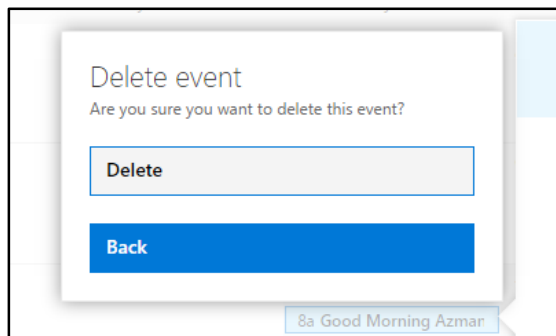 Delete event
Are you sure you want to delete this event?
Delete
Back
8a Good Morning Azmar